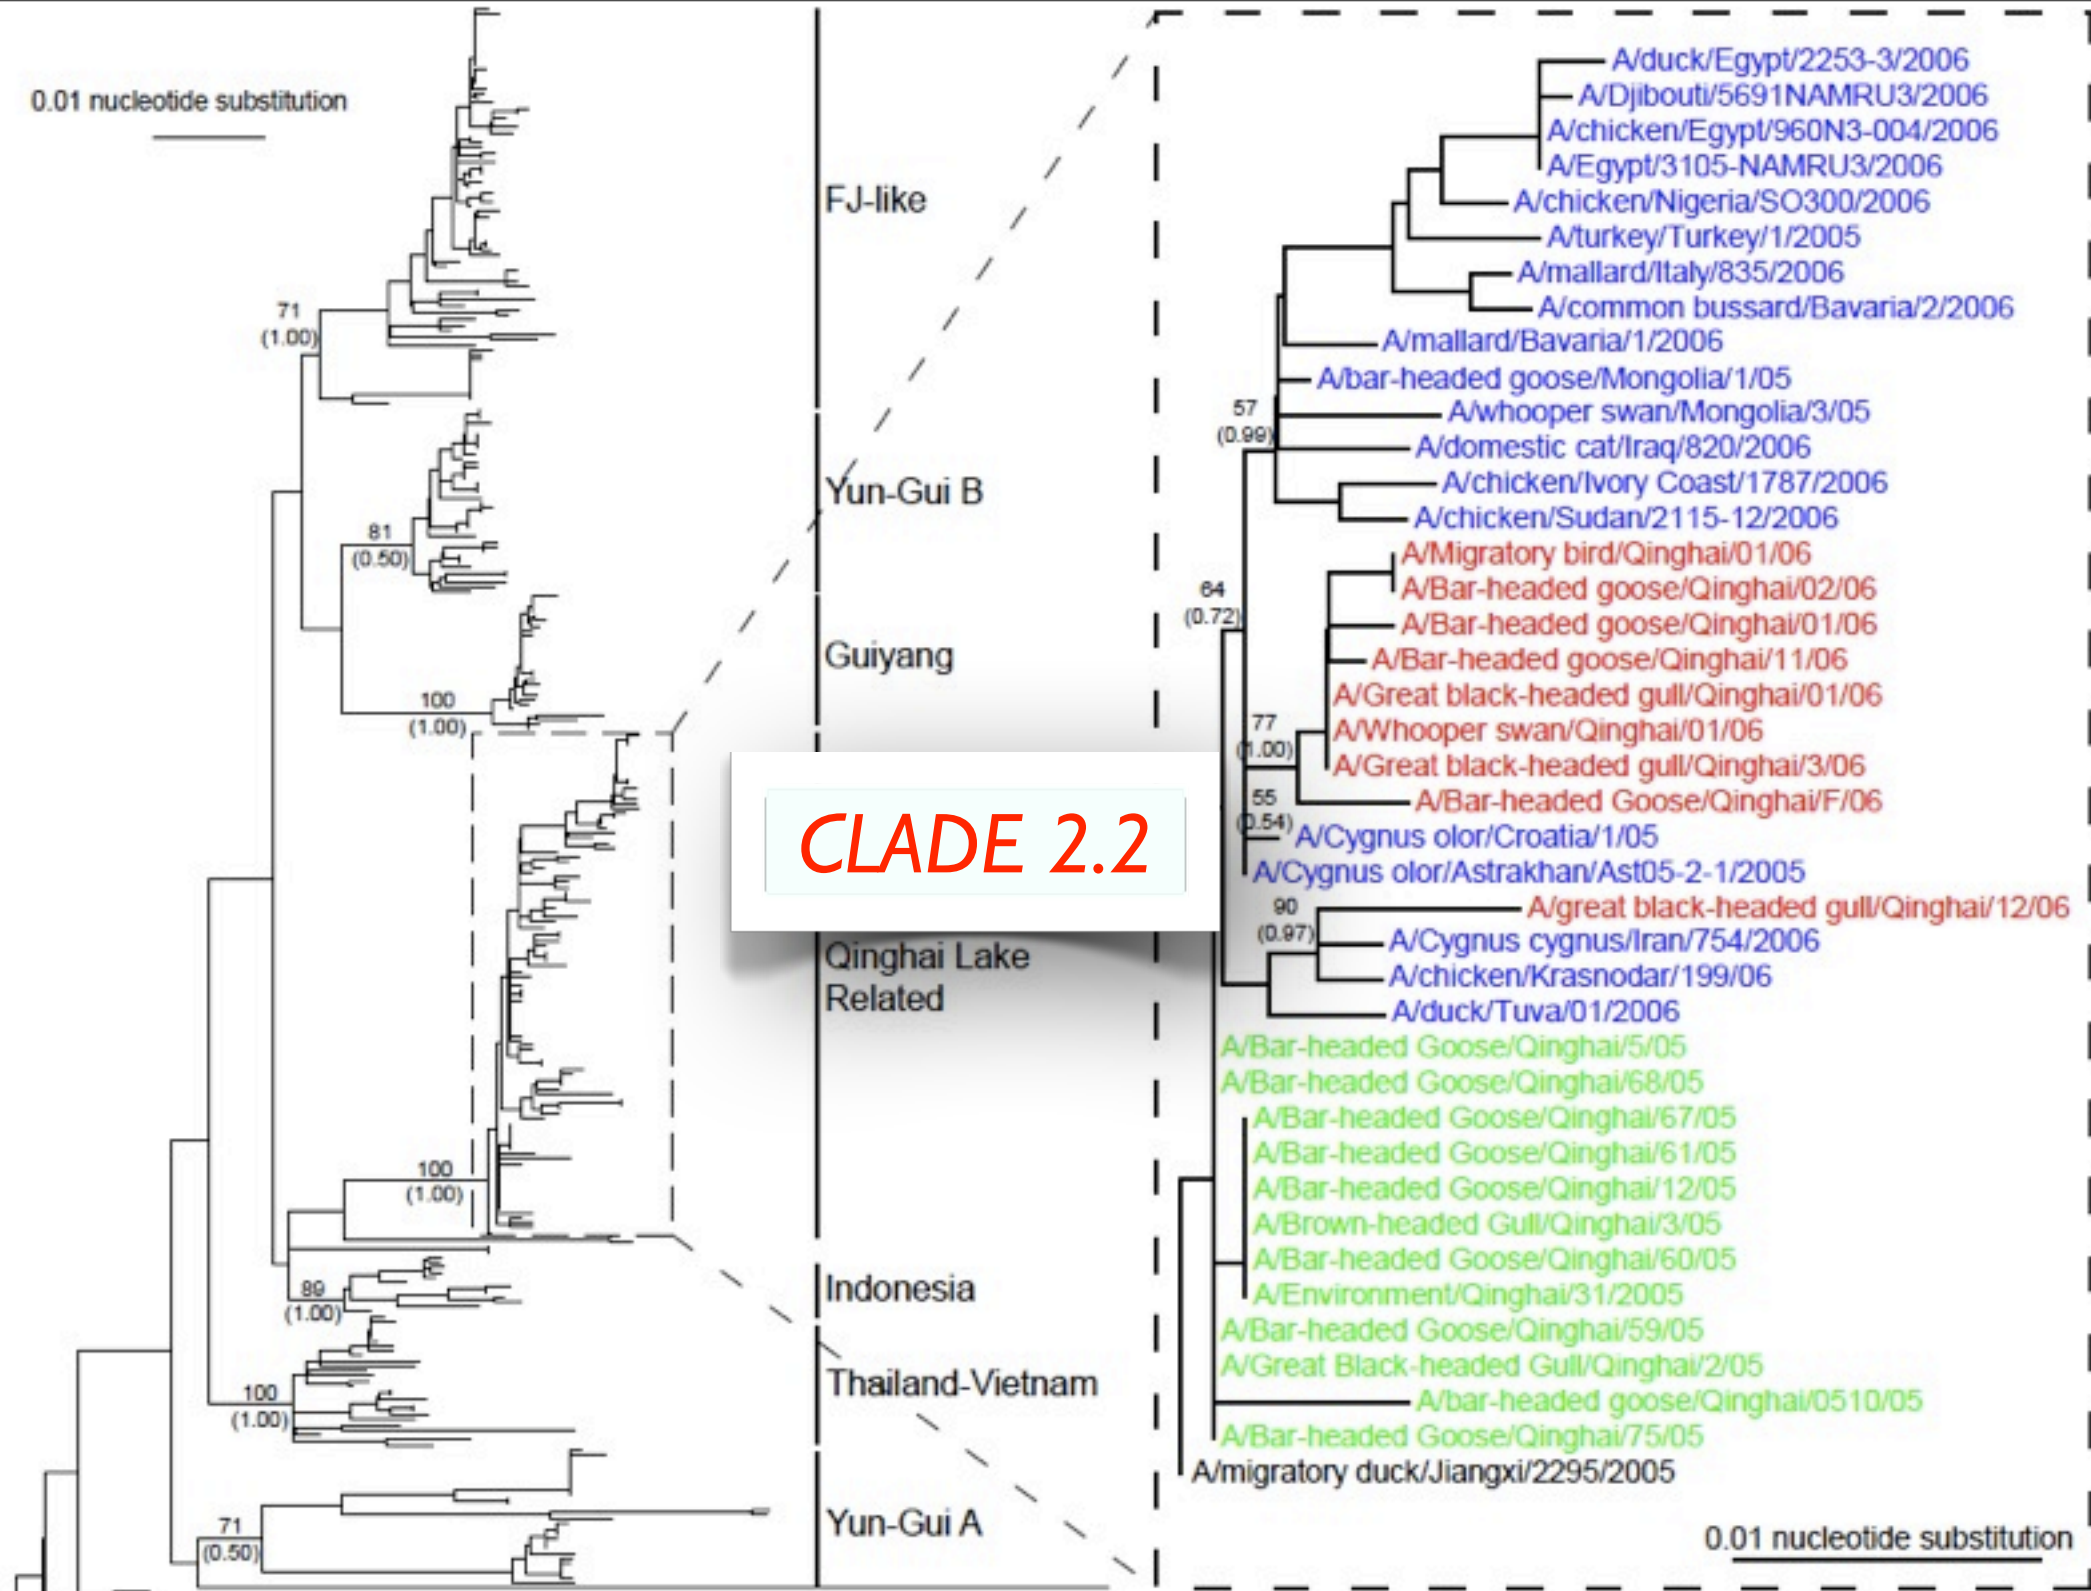 0.01 nucleotide substitution
71
(1.00)
81
(0.50)
100
(1.00)
100
(1.00)
89
(1.00)
100
(1.00)
71
(0.50)
FJ-like
Yun-Gui B
Guiyang
CLADE 2.2
Qinghai Lake
Related
Indonesia
Thailand-Vietnam
Yun-Gui A
A/duck/Egypt/2253-3/2006
A/Djibouti/5691NAMRU3/2006
A/chicken/Egypt/960N3-004/2006
A/Egypt/3105-NAMRU3/2006
A/chicken/Nigeria/SO300/2006
A/turkey/Turkey/1/2005
A/mallard/Italy/835/2006
A/common bussard/Bavaria/2/2006
A/mallard/Bavaria/1/2006
A/bar-headed goose/Mongolia/1/05
57
(0.99)
A/whooper swan/Mongolia/3/05
A/domestic cat/Iraq/820/2006
A/chicken/Ivory Coast/1787/2006
A/chicken/Sudan/2115-12/2006
A/Migratory bird/Qinghai/01/06
64
(0.72)
A/Bar-headed goose/Qinghai/02/06
A/Bar-headed goose/Qinghai/01/06
A/Bar-headed goose/Qinghai/11/06
A/Great black-headed gull/Qinghai/01/06
77
(1.00)
A/Whooper swan/Qinghai/01/06
A/Great black-headed gull/Qinghai/3/06
A/Bar-headed Goose/Qinghai/F/06
55
(0.54)
A/Cygnus olor/Croatia/1/05
A/Cygnus olor/Astrakhan/Ast05-2-1/2005
90
(0.97)
A/great black-headed gull/Qinghai/12/06
A/Cygnus cygnus/Iran/754/2006
A/chicken/Krasnodar/199/06
A/duck/Tuva/01/2006
A/Bar-headed Goose/Qinghai/5/05
A/Bar-headed Goose/Qinghai/68/05
A/Bar-headed Goose/Qinghai/67/05
A/Bar-headed Goose/Qinghai/61/05
A/Bar-headed Goose/Qinghai/12/05
A/Brown-headed Gull/Qinghai/3/05
A/Bar-headed Goose/Qinghai/60/05
A/Environment/Qinghai/31/2005
A/Bar-headed Goose/Qinghai/59/05
A/Great Black-headed Gull/Qinghai/2/05
A/bar-headed goose/Qinghai/0510/05
A/Bar-headed Goose/Qinghai/75/05
A/migratory duck/Jiangxi/2295/2005
0.01 nucleotide substitution